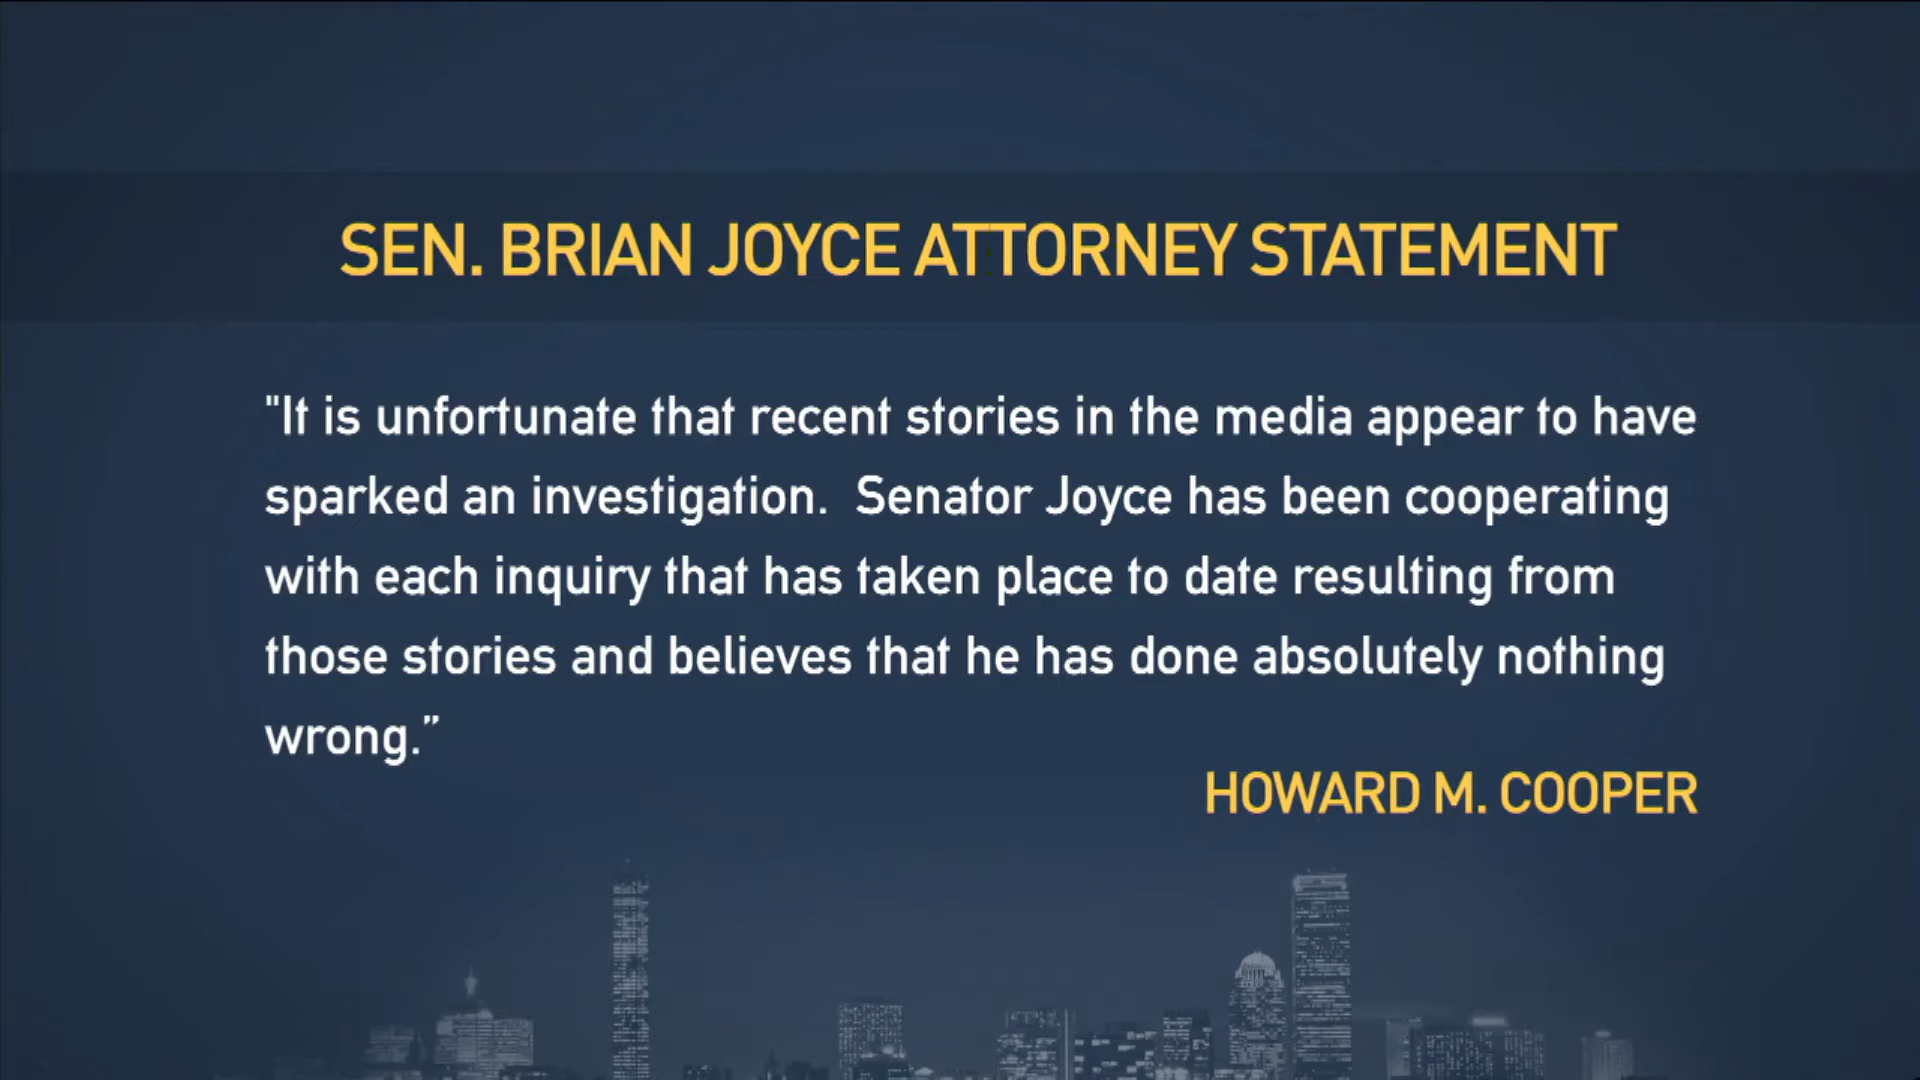 SEN. BRIAN JOYCE ATTORNEY STATEMENT
"It is unfortunate that recent stories in the media appear to have
sparked an investigation.  Senator Joyce has been cooperating
with each inquiry that has taken place to date resulting from
those stories and believes that he has done absolutely nothing
wrong.”
HOWARD M. COOPER